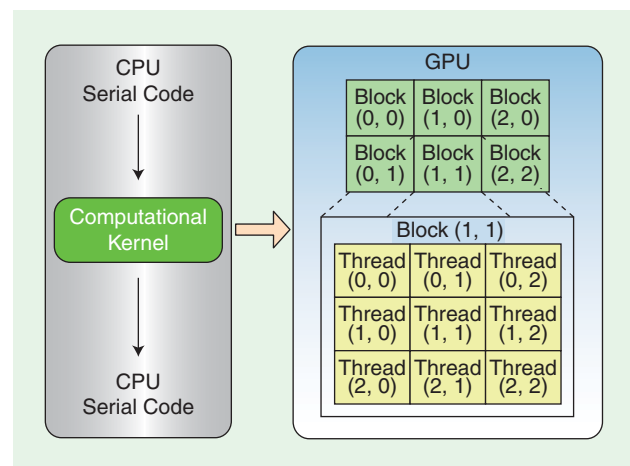 CPU
Serial Code
Computational
Kernel
CPU
Serial Code
GPU
Block Block Block
(0, 0) (1, 0) (2, 0)
Block Block Block
(0, 1) (1, 1) (2, 2)
Block (1, 1)
Thread Thread Thread
(0, 0) (0, 1) (0, 2)
Thread Thread Thread
(1, 0) (1, 1) (1, 2)
Thread Thread Thread
(2, 0) (2, 1) (2, 2)